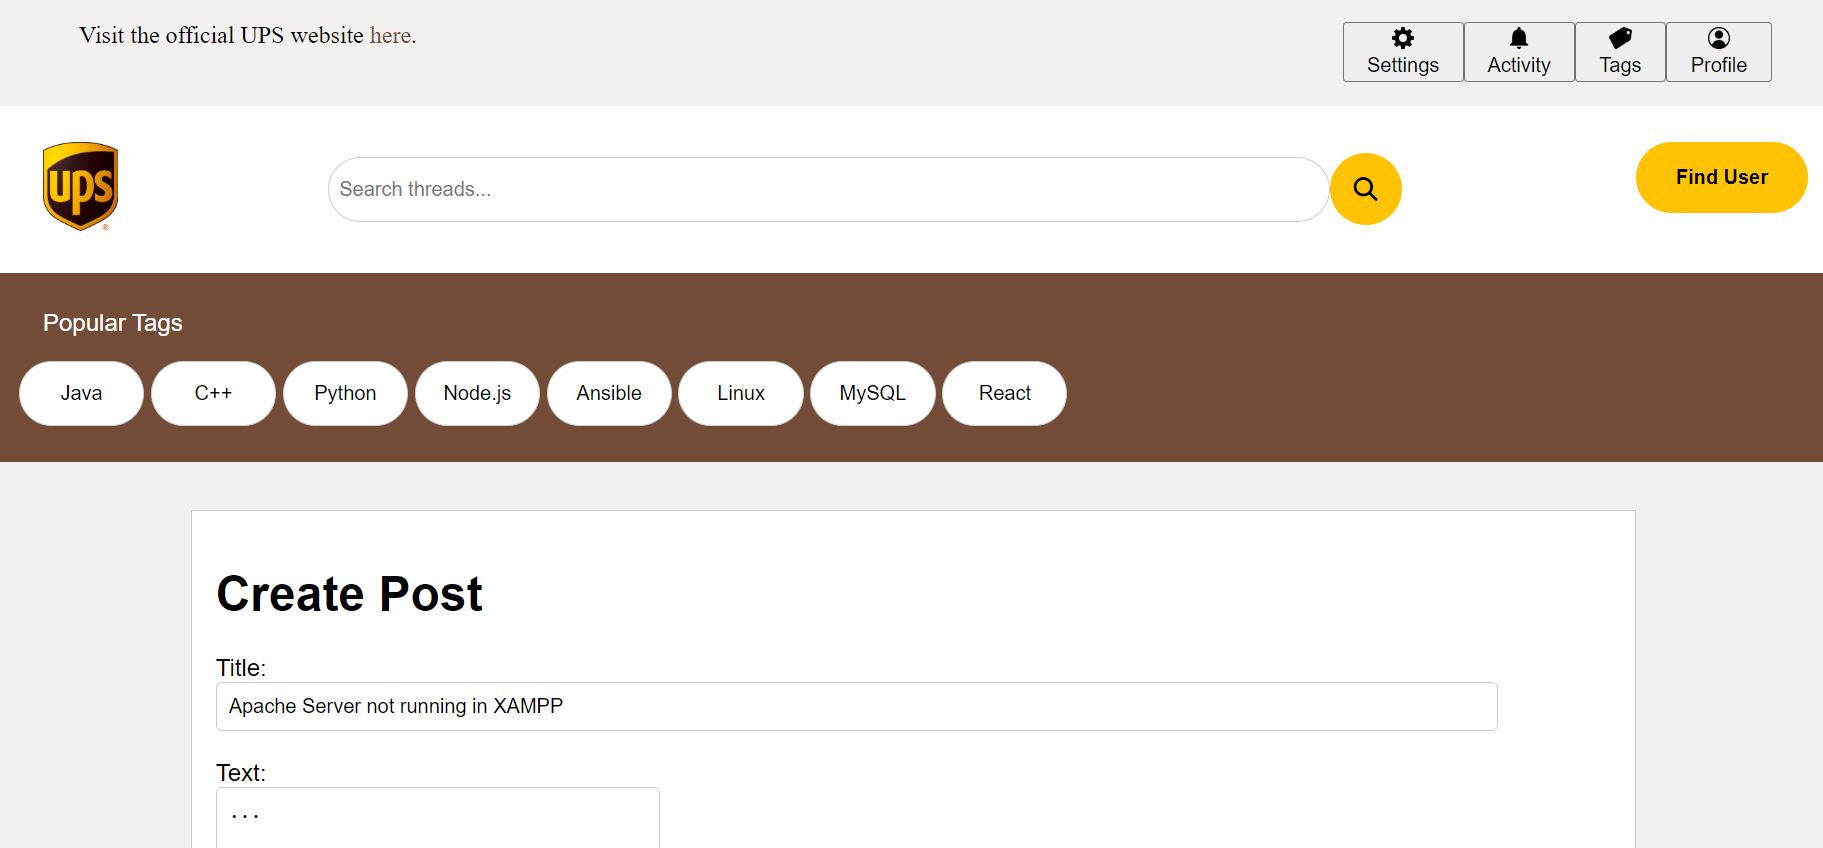 Visit the official UPS website here.
Settings
Activity
Tags
Profile
ups
®
Search threads...
Find User
Popular Tags
Java
C++
Python
Node.js
Ansible
Linux
MySQL
React
Create Post
Title:
Apache Server not running in XAMPP
Text:
...